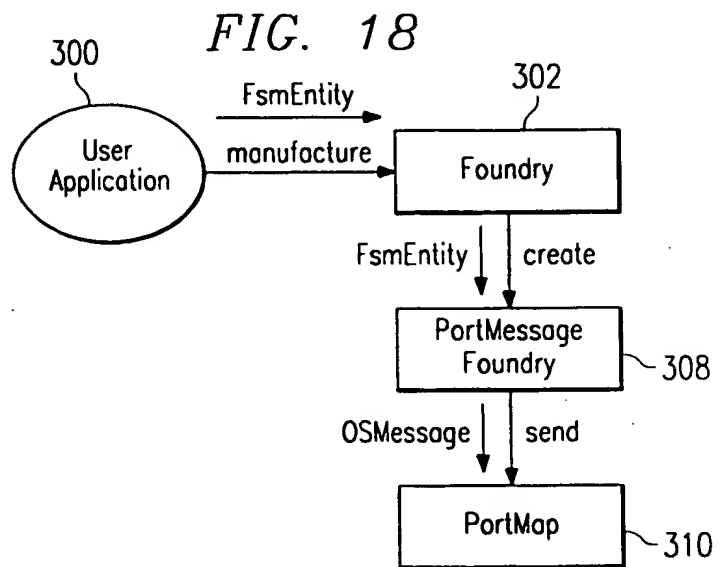 FIG. 18
300
302
FsmEntity
User
Application
manufacture
Foundry
FsmEntity
create
PortMessage
Foundry
308
OSMessage
send
PortMap
310